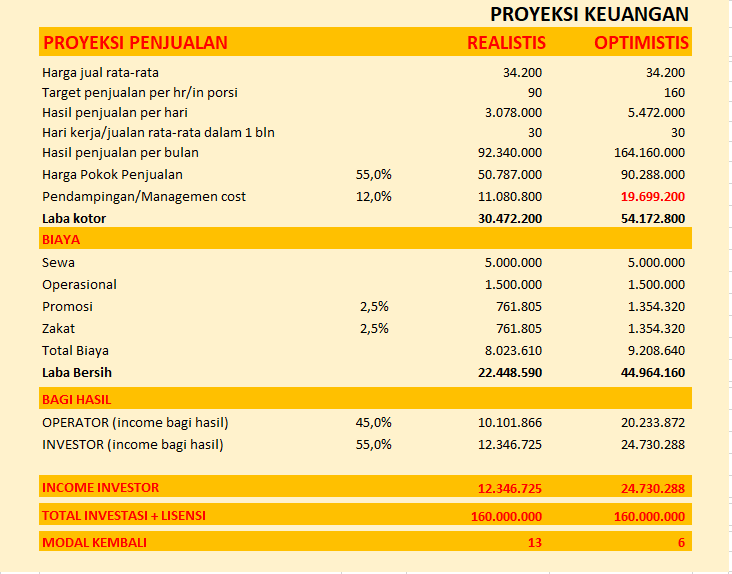 PROYEKSI KEUANGAN
PROYEKSI PENJUALAN REALISTIS OPTIMISTIS
Harga jual rata-rata 34.200 34.200
Target penjualan per hr/in porsi 90 160
Hasil penjualan per hari 3.078.000 5.472.000
Hari kerja/jualan rata-rata dalam 1 bln 30 30
Hasil penjualan per bulan 92.340.000 164.160.000
Harga Pokok Penjualan 55,0% 50.787.000 90.288.000
Pendampingan/Managemen cost 12,0% 11.080.800 19.699.200
Laba kotor 30.472.200 54.172.800
BIAYA
Sewa 5.000.000 5.000.000
Operasional 1.500.000 1.500.000
Promosi 2,5% 761.805 1.354.320
Zakat 2,5% 761.805 1.354.320
Total Biaya 8.023.610 9.208.640
Laba Bersih 22.448.590 44.964.160
BAGI HASIL
OPERATOR (income bagi hasil) 45,0% 10.101.866 20.233.872
INVESTOR (income bagi hasil) 55,0% 12.346.725 24.730.288
INCOME INVESTOR 12.346.725 24.730.288
TOTAL INVESTASI + LISENSI 160.000.000 160.000.000
MODAL KEMBALI 13 6